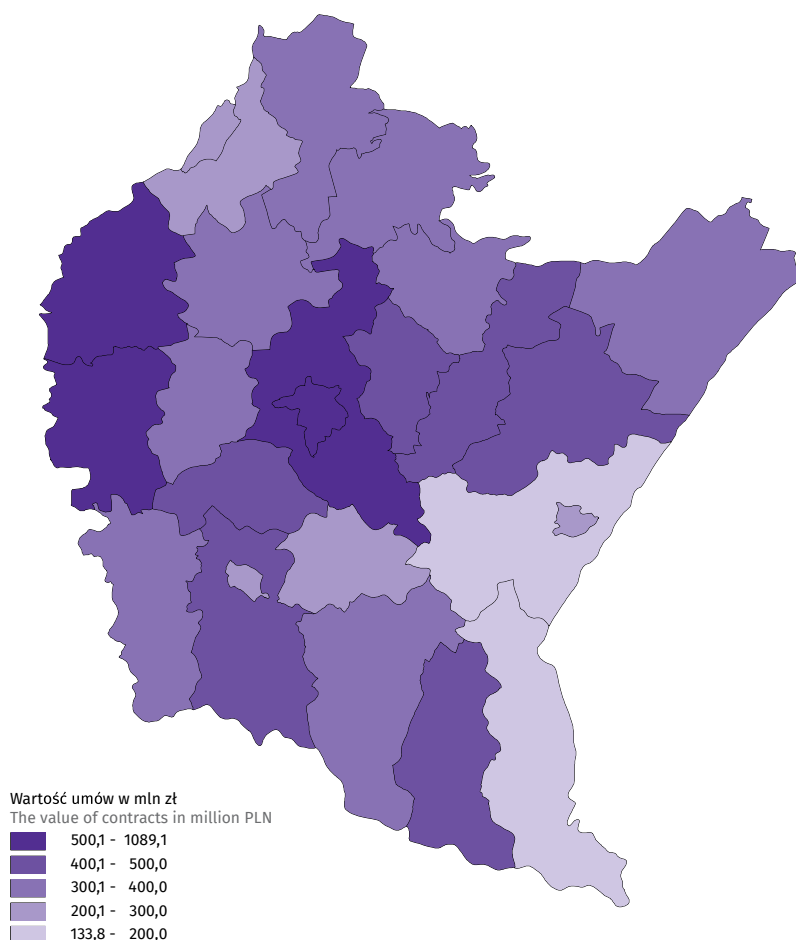 Wartość umów w mln zł
The value of contracts in million PLN
500,1 - 1089,1
400,1 - 500,0
300,1 - 400,0
200,1 - 300,0
133,8 - 200,0